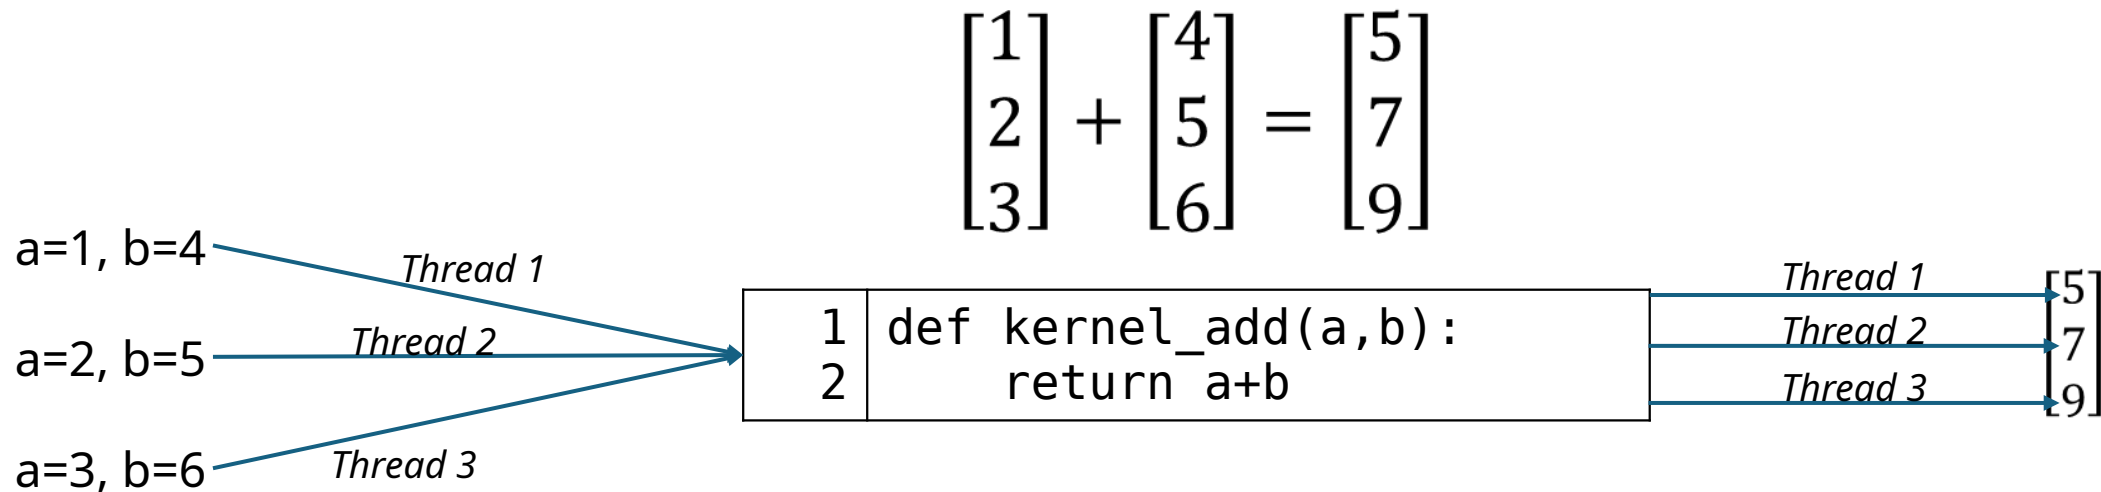 1 4 5
2 + 5 = 7
3 6 9
a=1, b=4
Thread 1
a=2, b=5
Thread 2
a=3, b=6
Thread 3
1 def kernel_add(a,b):
2     return a+b
Thread 1
Thread 2
Thread 3
5
7
9